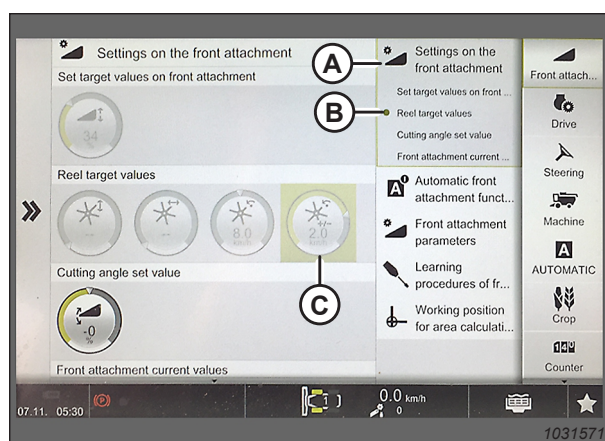 Settings on the front attachment
Set target values on front attachment
34
%
Reel target values
--
--
8.0
km/h
+/-
2.0
km/h
Cutting angle set value
-0
%
Front attachment current values
A
Settings on the
front attachment
Set target values on front ...
B
Reel target values
Cutting angle set value
Front attachment current ...
A
Automatic front
attachment funct...
Front attachment
parameters
Learning
procedures of fr...
Working position
for area calculati...
C
Front attach...
Drive
Steering
Machine
A
AUTOMATIC
Crop
Counter
07.11. 05:30
(P)
1
0.0 km/h
0
1031571